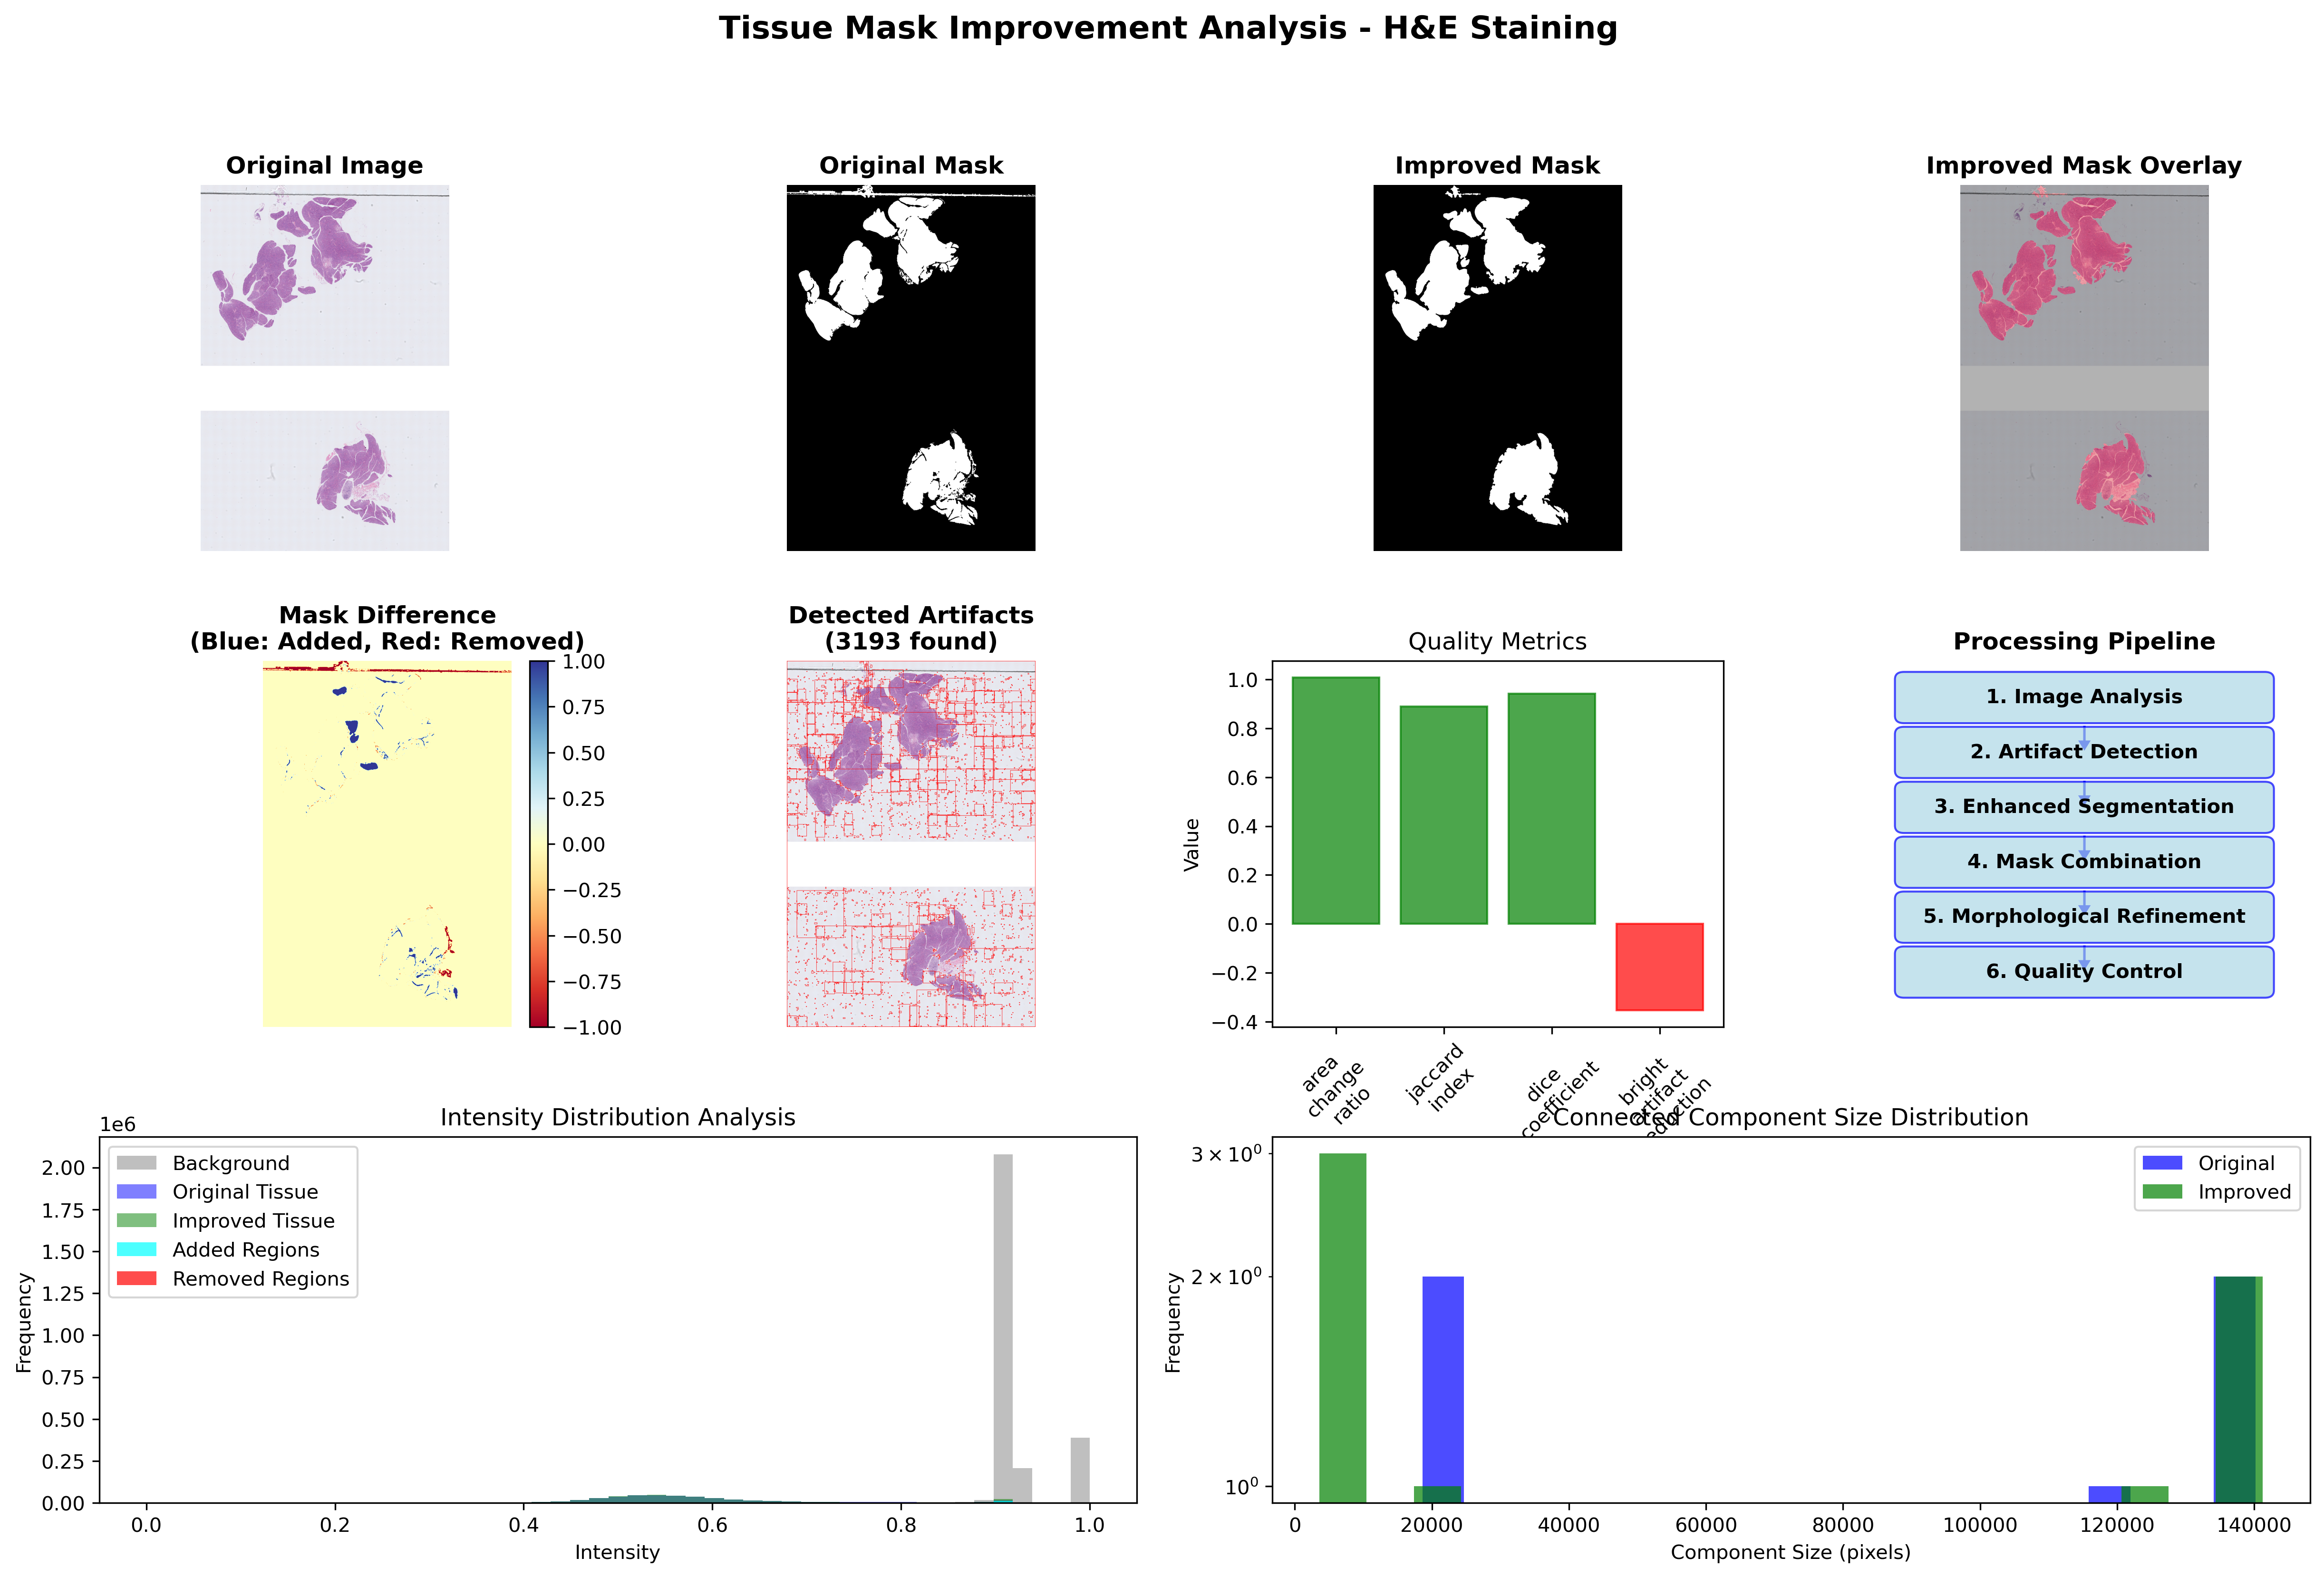 Tissue Mask Improvement Analysis - H&E Staining
Original Image
Original Mask
Improved Mask
Improved Mask Overlay
Mask Difference
(Blue: Added, Red: Removed)
1.00
0.75
0.50
0.25
0.00
−0.25
−0.50
−0.75
−1.00
Detected Artifacts
(3193 found)
Quality Metrics
Value
1.0
0.8
0.6
0.4
0.2
0.0
−0.2
−0.4
area
change
ratio
jaccard
index
dice
coefficient
bright
artifact
Processing Pipeline
1. Image Analysis
2. Artifact Detection
3. Enhanced Segmentation
4. Mask Combination
5. Morphological Refinement
6. Quality Control
Intensity Distribution Analysis
1e6
Frequency
2.00
1.75
1.50
1.25
1.00
0.75
0.50
0.25
0.00
Background
Original Tissue
Improved Tissue
Added Regions
Removed Regions
0.0
0.2
0.4
0.6
0.8
1.0
Intensity
Connected Component Size Distribution
Frequency
3 × 10⁰
2 × 10⁰
10⁰
Original
Improved
0
20000
40000
60000
80000
100000
120000
140000
Component Size (pixels)